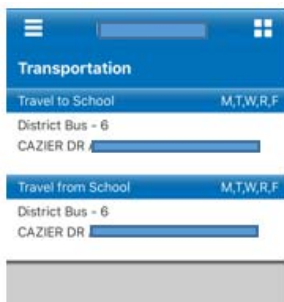 Transportation
Travel to School M,T,W,R,F
District Bus - 6
CAZIER DR
Travel from School M,T,W,R,F
District Bus - 6
CAZIER DR